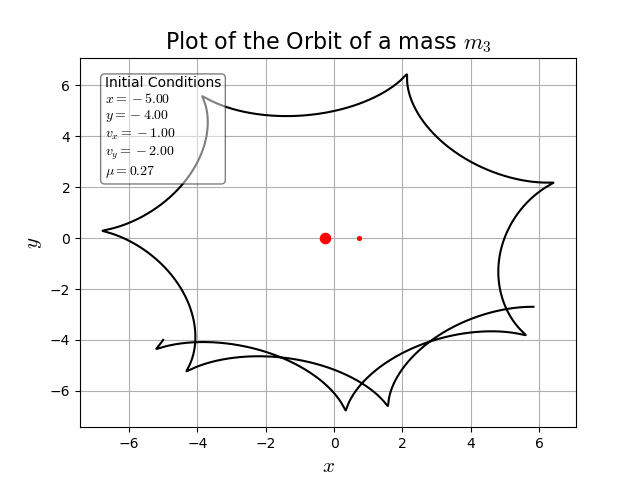 Plot of the Orbit of a mass m₃
Initial Conditions
x = −5.00
y = −4.00
vₓ = −1.00
v_y = −2.00
μ = 0.27
6
4
2
0
−2
−4
−6
y
−6 −4 −2 0 2 4 6
x